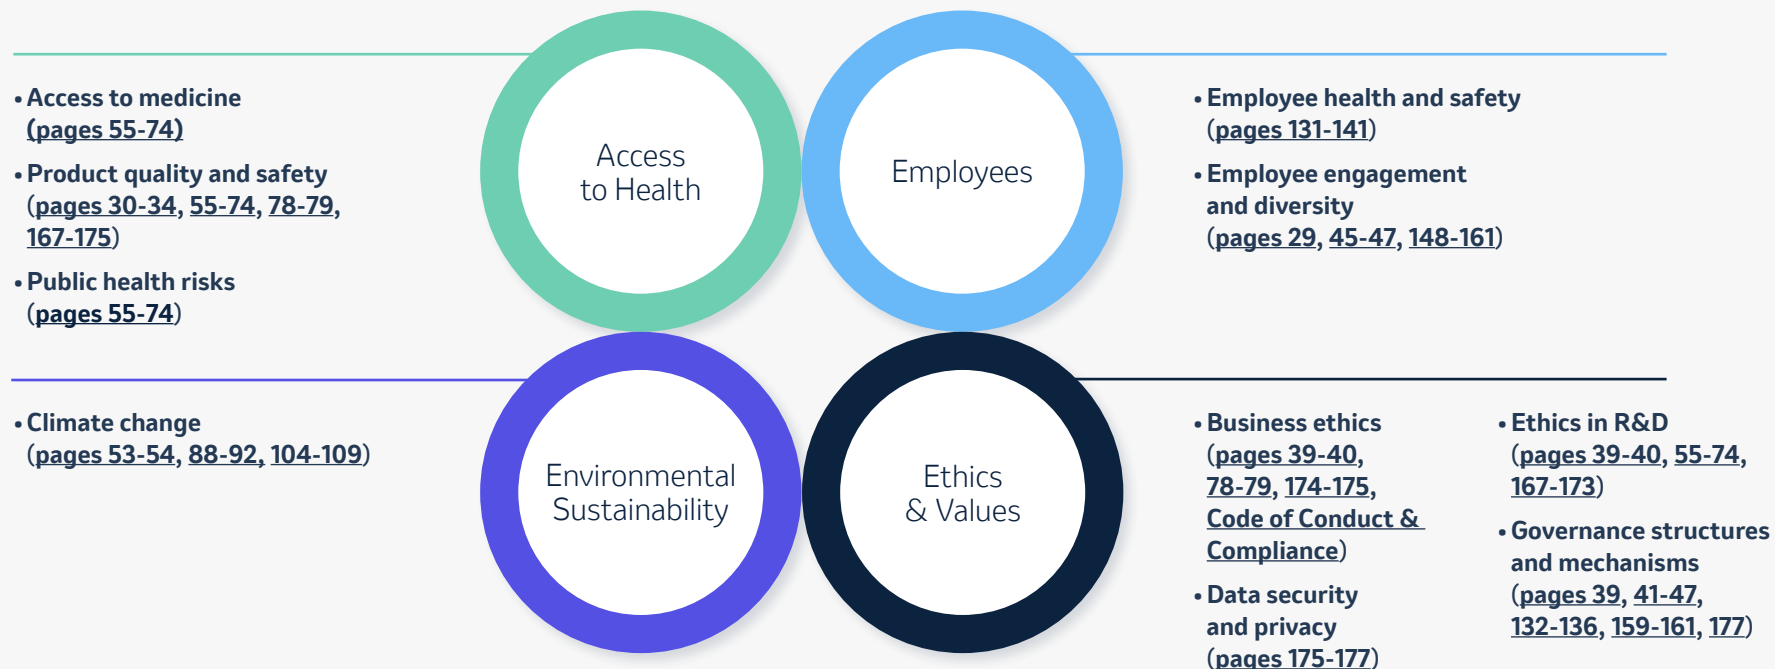 • Access to medicine
(pages 55-74)
• Product quality and safety
(pages 30-34, 55-74, 78-79,
167-175)
• Public health risks
(pages 55-74)
Access
to Health
Employees
• Employee health and safety
(pages 131-141)
• Employee engagement
and diversity
(pages 29, 45-47, 148-161)
• Climate change
(pages 53-54, 88-92, 104-109)
Environmental
Sustainability
Ethics
& Values
• Business ethics
(pages 39-40,
78-79, 174-175,
Code of Conduct &
Compliance)
• Data security
and privacy
(pages 175-177)
• Ethics in R&D
(pages 39-40, 55-74,
167-173)
• Governance structures
and mechanisms
(pages 39, 41-47,
132-136, 159-161, 177)